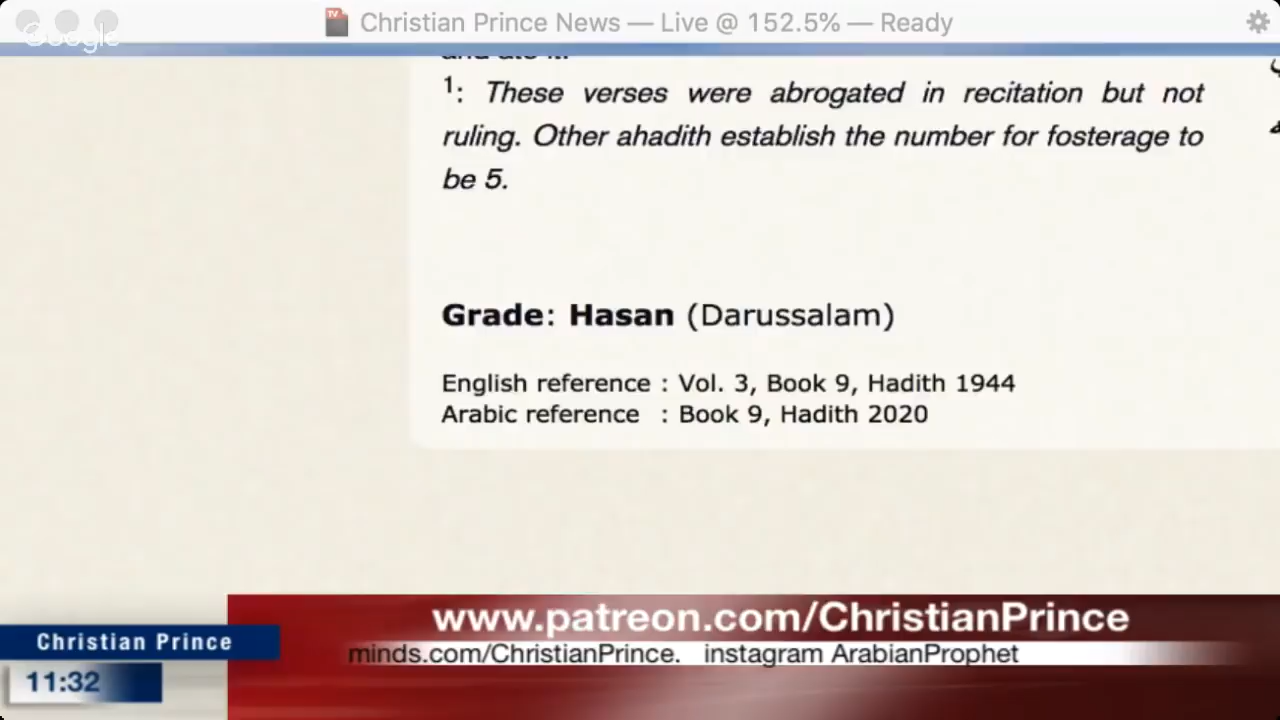 Google
Christian Prince News — Live @ 152.5% — Ready
1: These verses were abrogated in recitation but not
ruling. Other ahadith establish the number for fosterage to
be 5.
Grade: Hasan (Darussalam)
English reference : Vol. 3, Book 9, Hadith 1944
Arabic reference : Book 9, Hadith 2020
www.patreon.com/ChristianPrince
Christian Prince
minds.com/ChristianPrince. instagram ArabianProphet
11:32